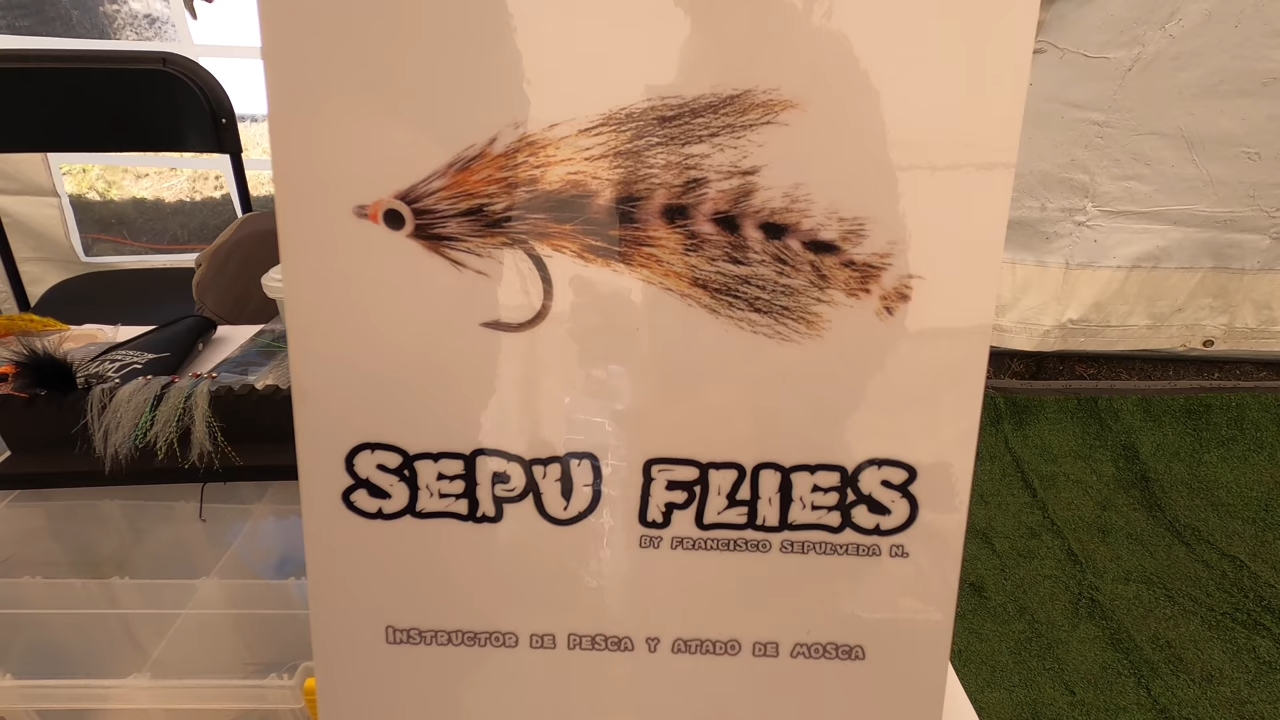 SEPU FLIES
BY FRANCISCO SEPULVEDA N.
INSTRUCTOR DE PESCA Y ATADO DE MOSCA